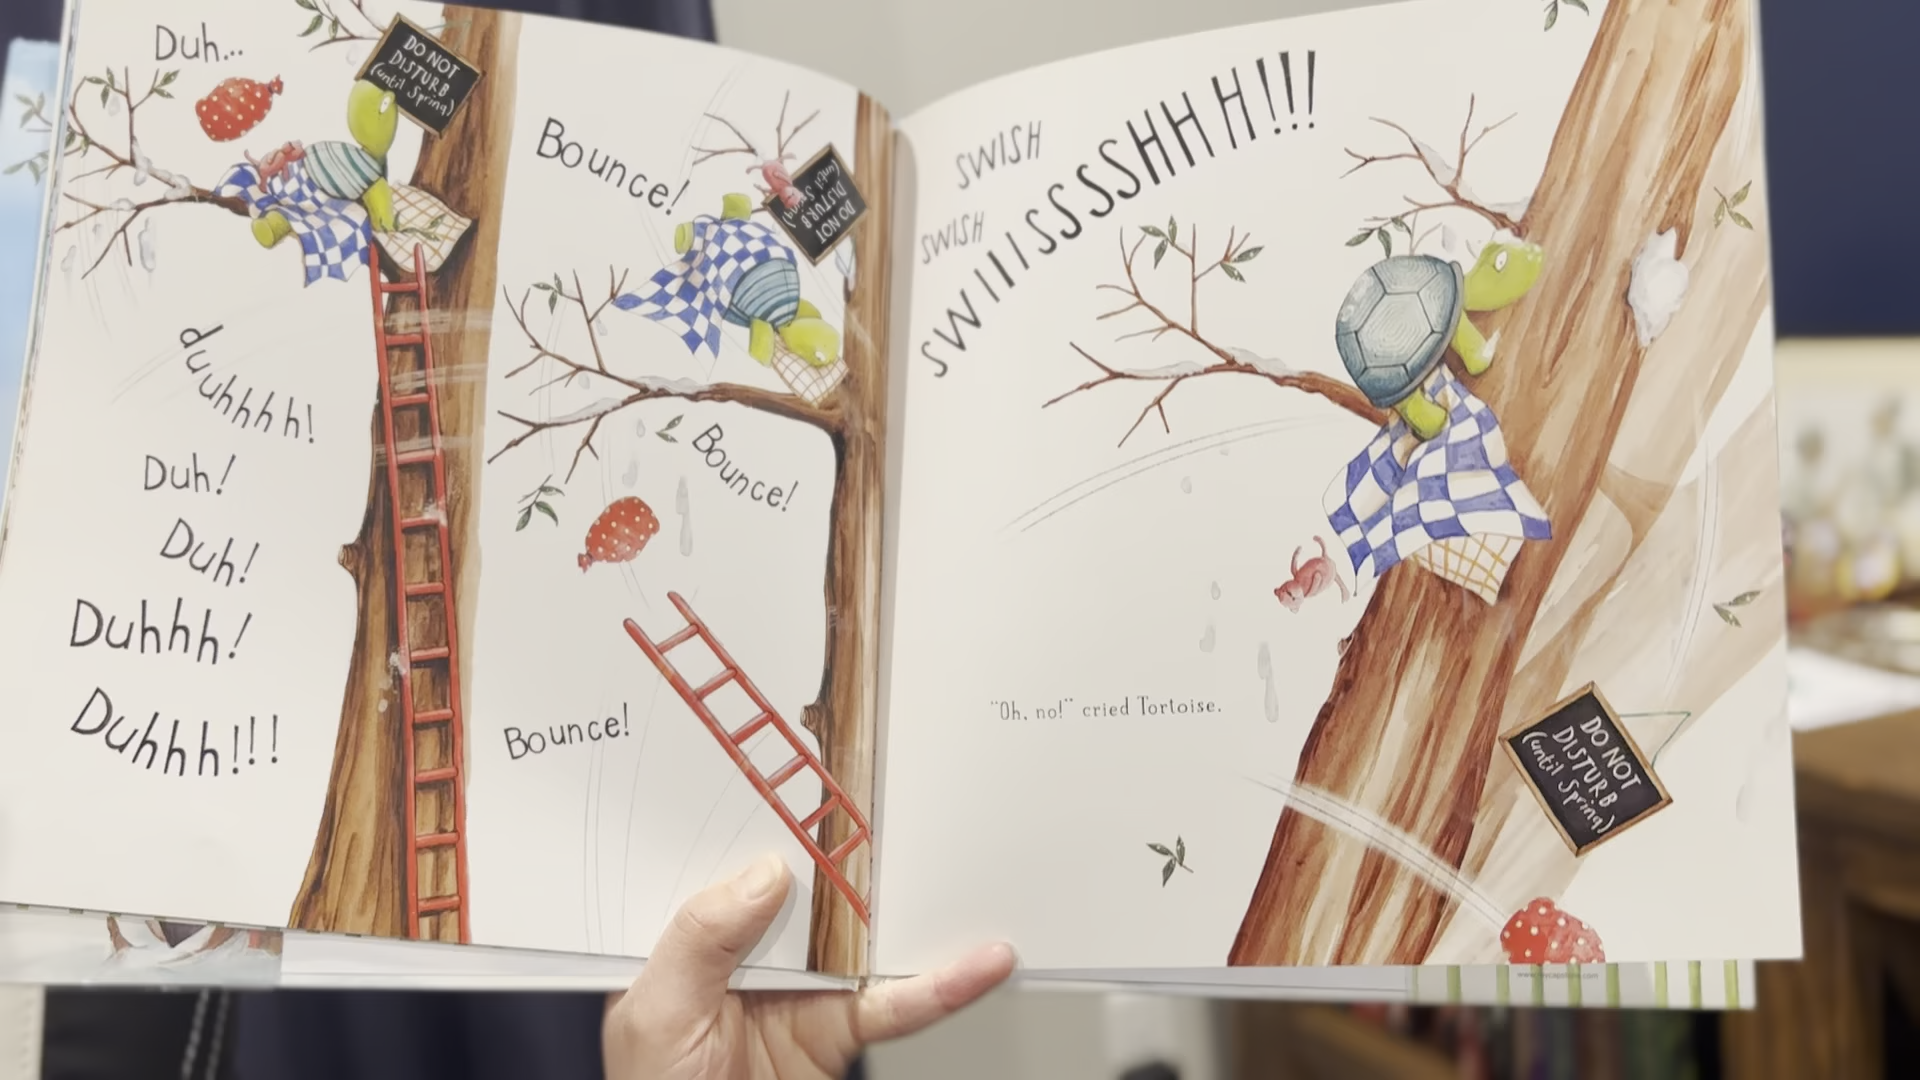 Duh...
DO NOT
DISTURB
(until Spring)
duuhhhh!
Duh!
Duh!
Duhhh!
Duhhh!!!
Bounce!
DO NOT
DISTURB
(until Spring)
Bounce!
Bounce!
SWISH
SWISH
SWIIISSSSSHHH!!!
"Oh, no!" cried Tortoise.
DO NOT
DISTURB
(until Spring)